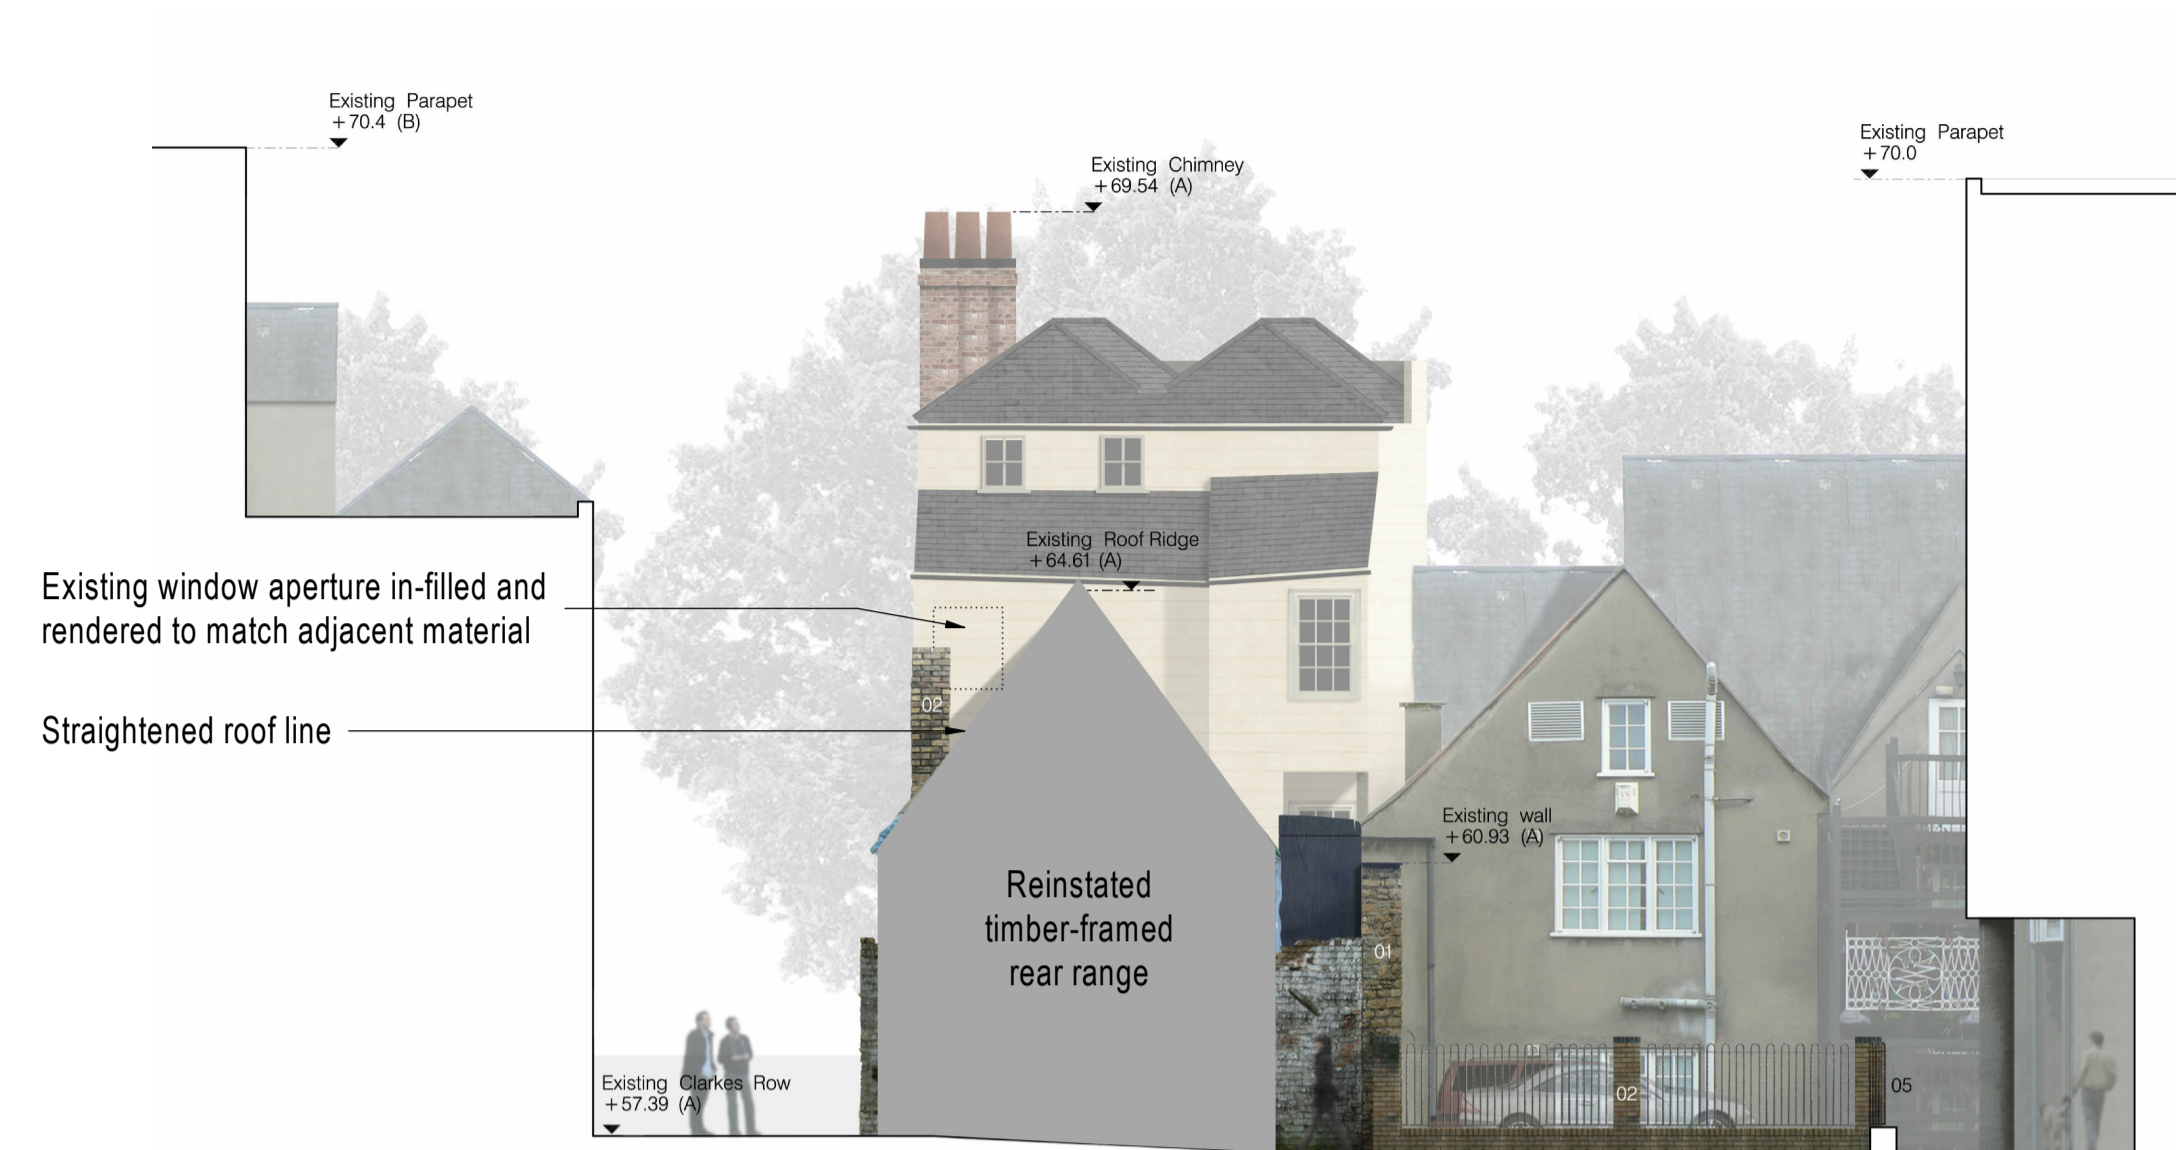 Existing Parapet
+70.4 (B)
Existing Parapet
+70.0
Existing Chimney
+69.54 (A)
Existing Roof Ridge
+64.61 (A)
Existing window aperture in-filled and
rendered to match adjacent material
02
Straightened roof line
Existing wall
+60.93 (A)
Reinstated
timber-framed
rear range
01
Existing Clarkes Row
+57.39 (A)
02
05